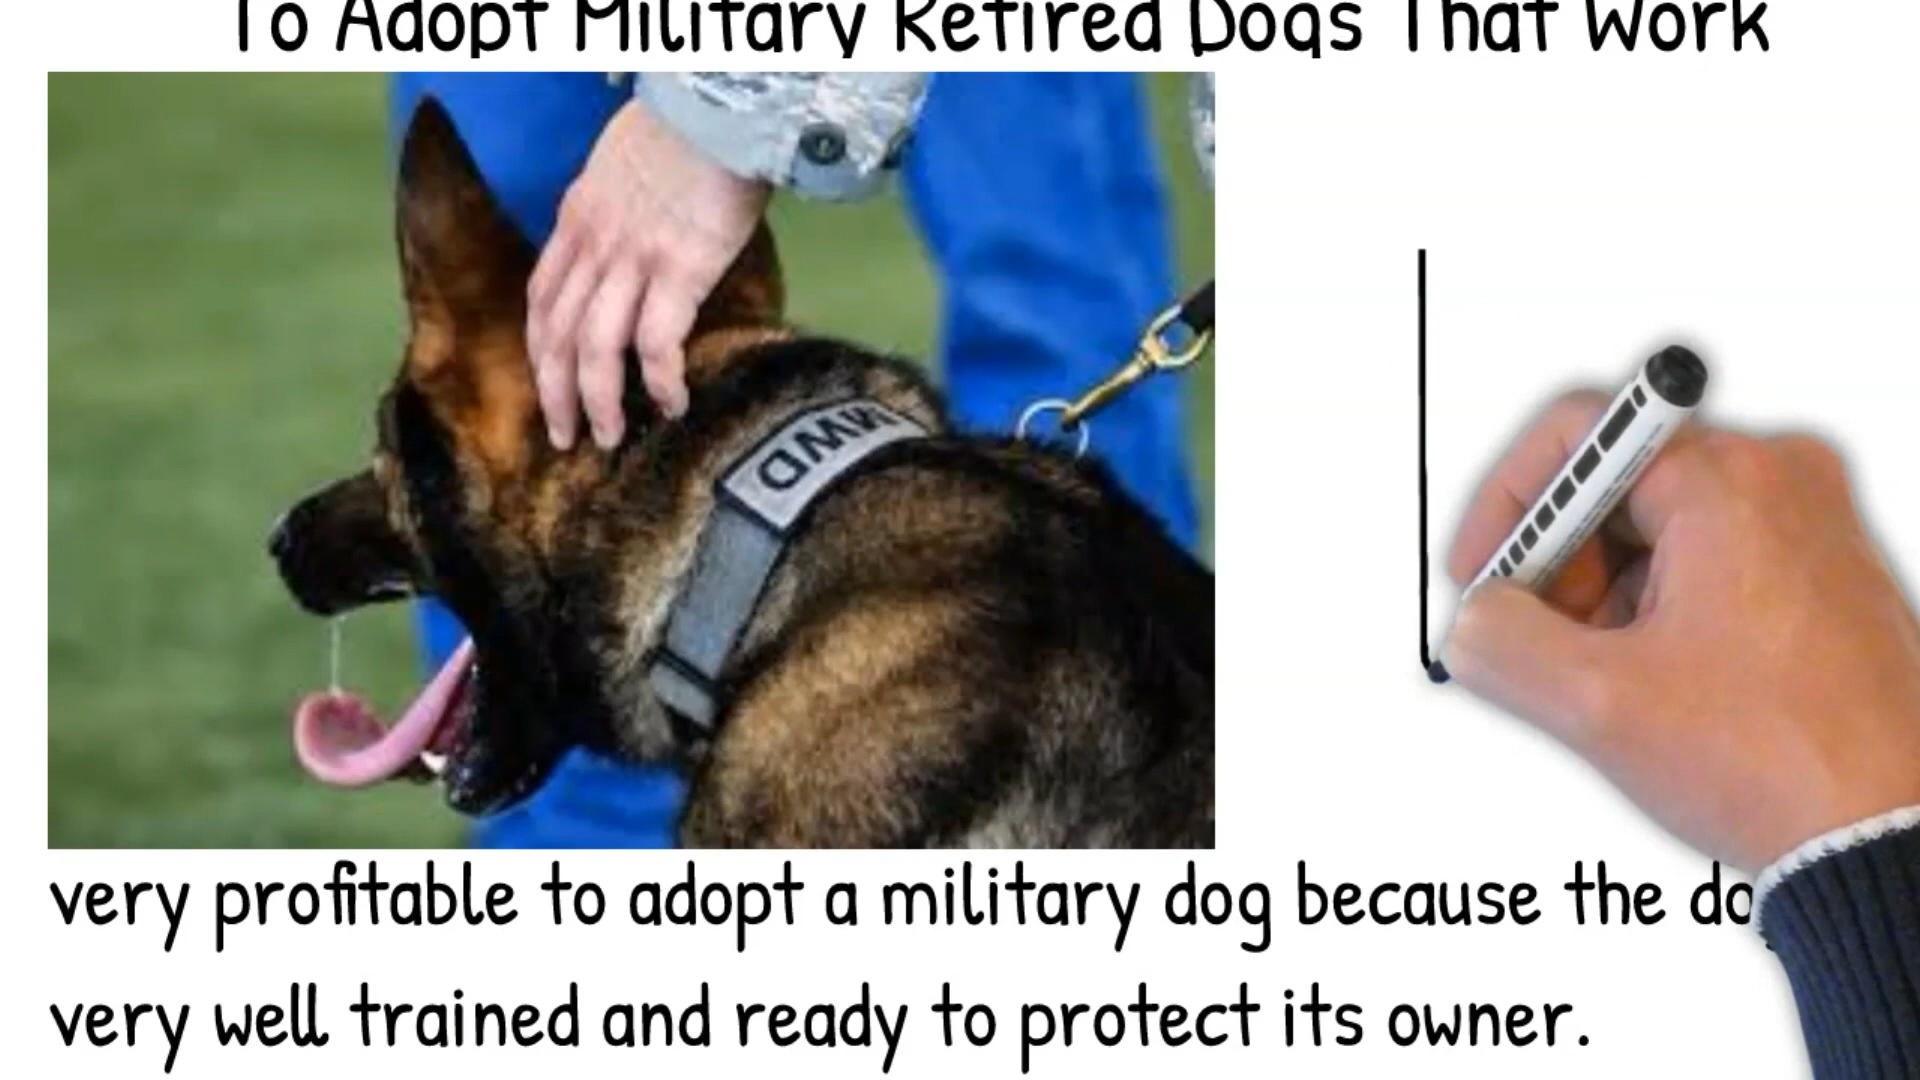 To Adopt Military Retired Dogs That Work
MWD
very profitable to adopt a military dog because the
very well trained and ready to protect its owner.